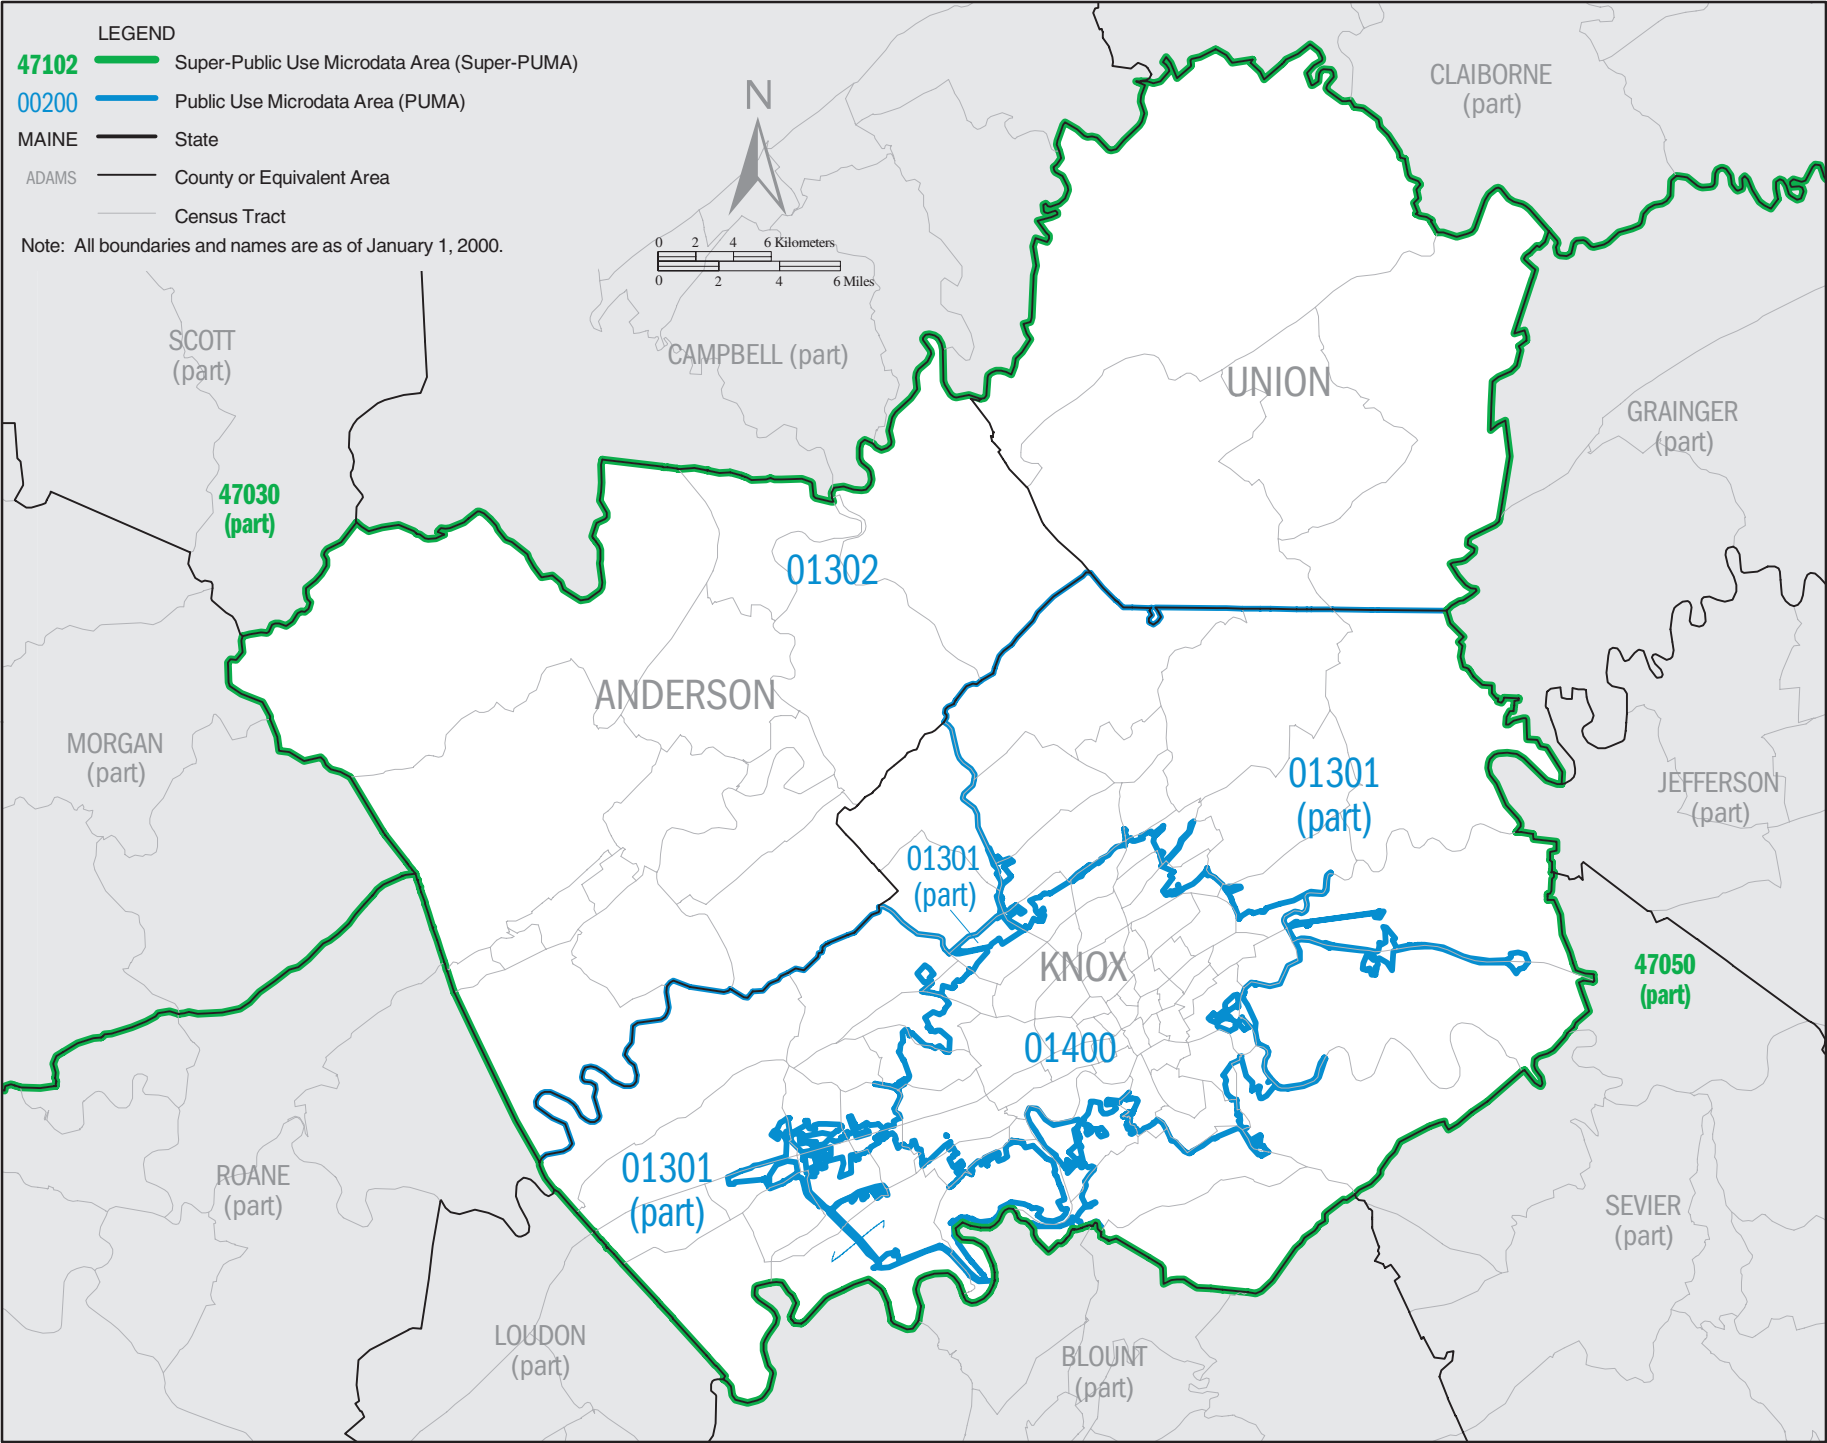 LEGEND
47102 Super-Public Use Microdata Area (Super-PUMA)
00200 Public Use Microdata Area (PUMA)
MAINE State
ADAMS County or Equivalent Area
Census Tract
Note: All boundaries and names are as of January 1, 2000.
N
0 2 4 6 Kilometers
0 2 4 6 Miles
CLAIBORNE
(part)
SCOTT
(part)
CAMPBELL (part)
UNION
GRAINGER
(part)
47030
(part)
01302
ANDERSON
MORGAN
(part)
01301
(part)
JEFFERSON
(part)
01301
(part)
KNOX
47050
(part)
01400
01301
(part)
ROANE
(part)
SEVIER
(part)
LOUDON
(part)
BLOUNT
(part)